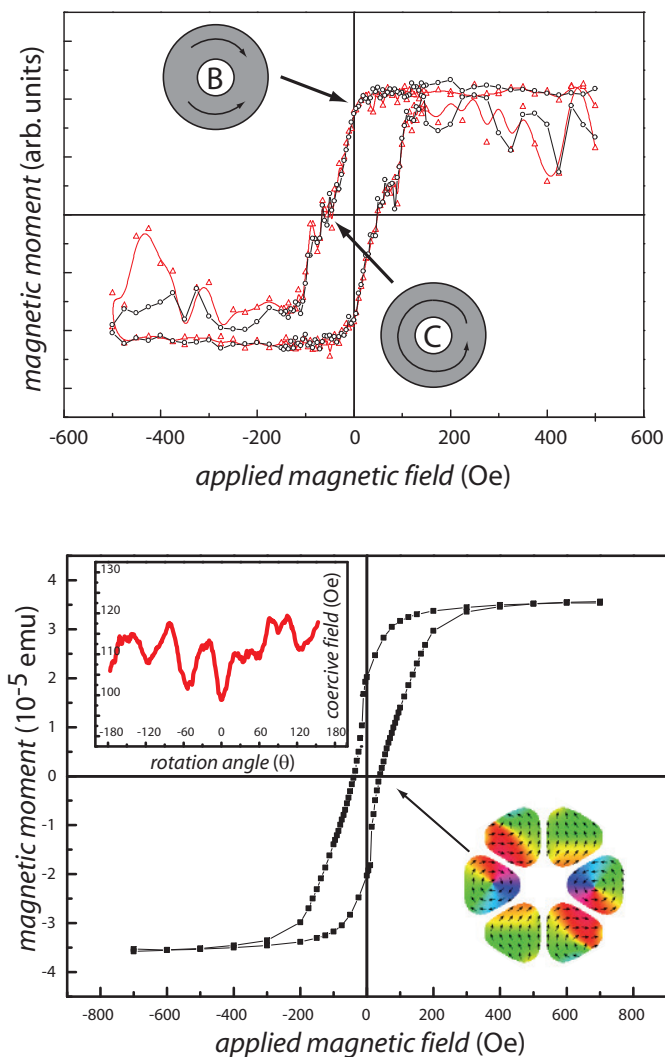 B
C
magnetic moment (arb. units)
-600 -400 -200 0 200 400 600
applied magnetic field (Oe)
4
3
2
1
0
-1
-2
-3
-4
magnetic moment (10⁻⁵ emu)
130
120
110
100
coercive field (Oe)
-180 -120 -60 0 60 120 180
rotation angle (θ)
-800 -600 -400 -200 0 200 400 600 800
applied magnetic field (Oe)